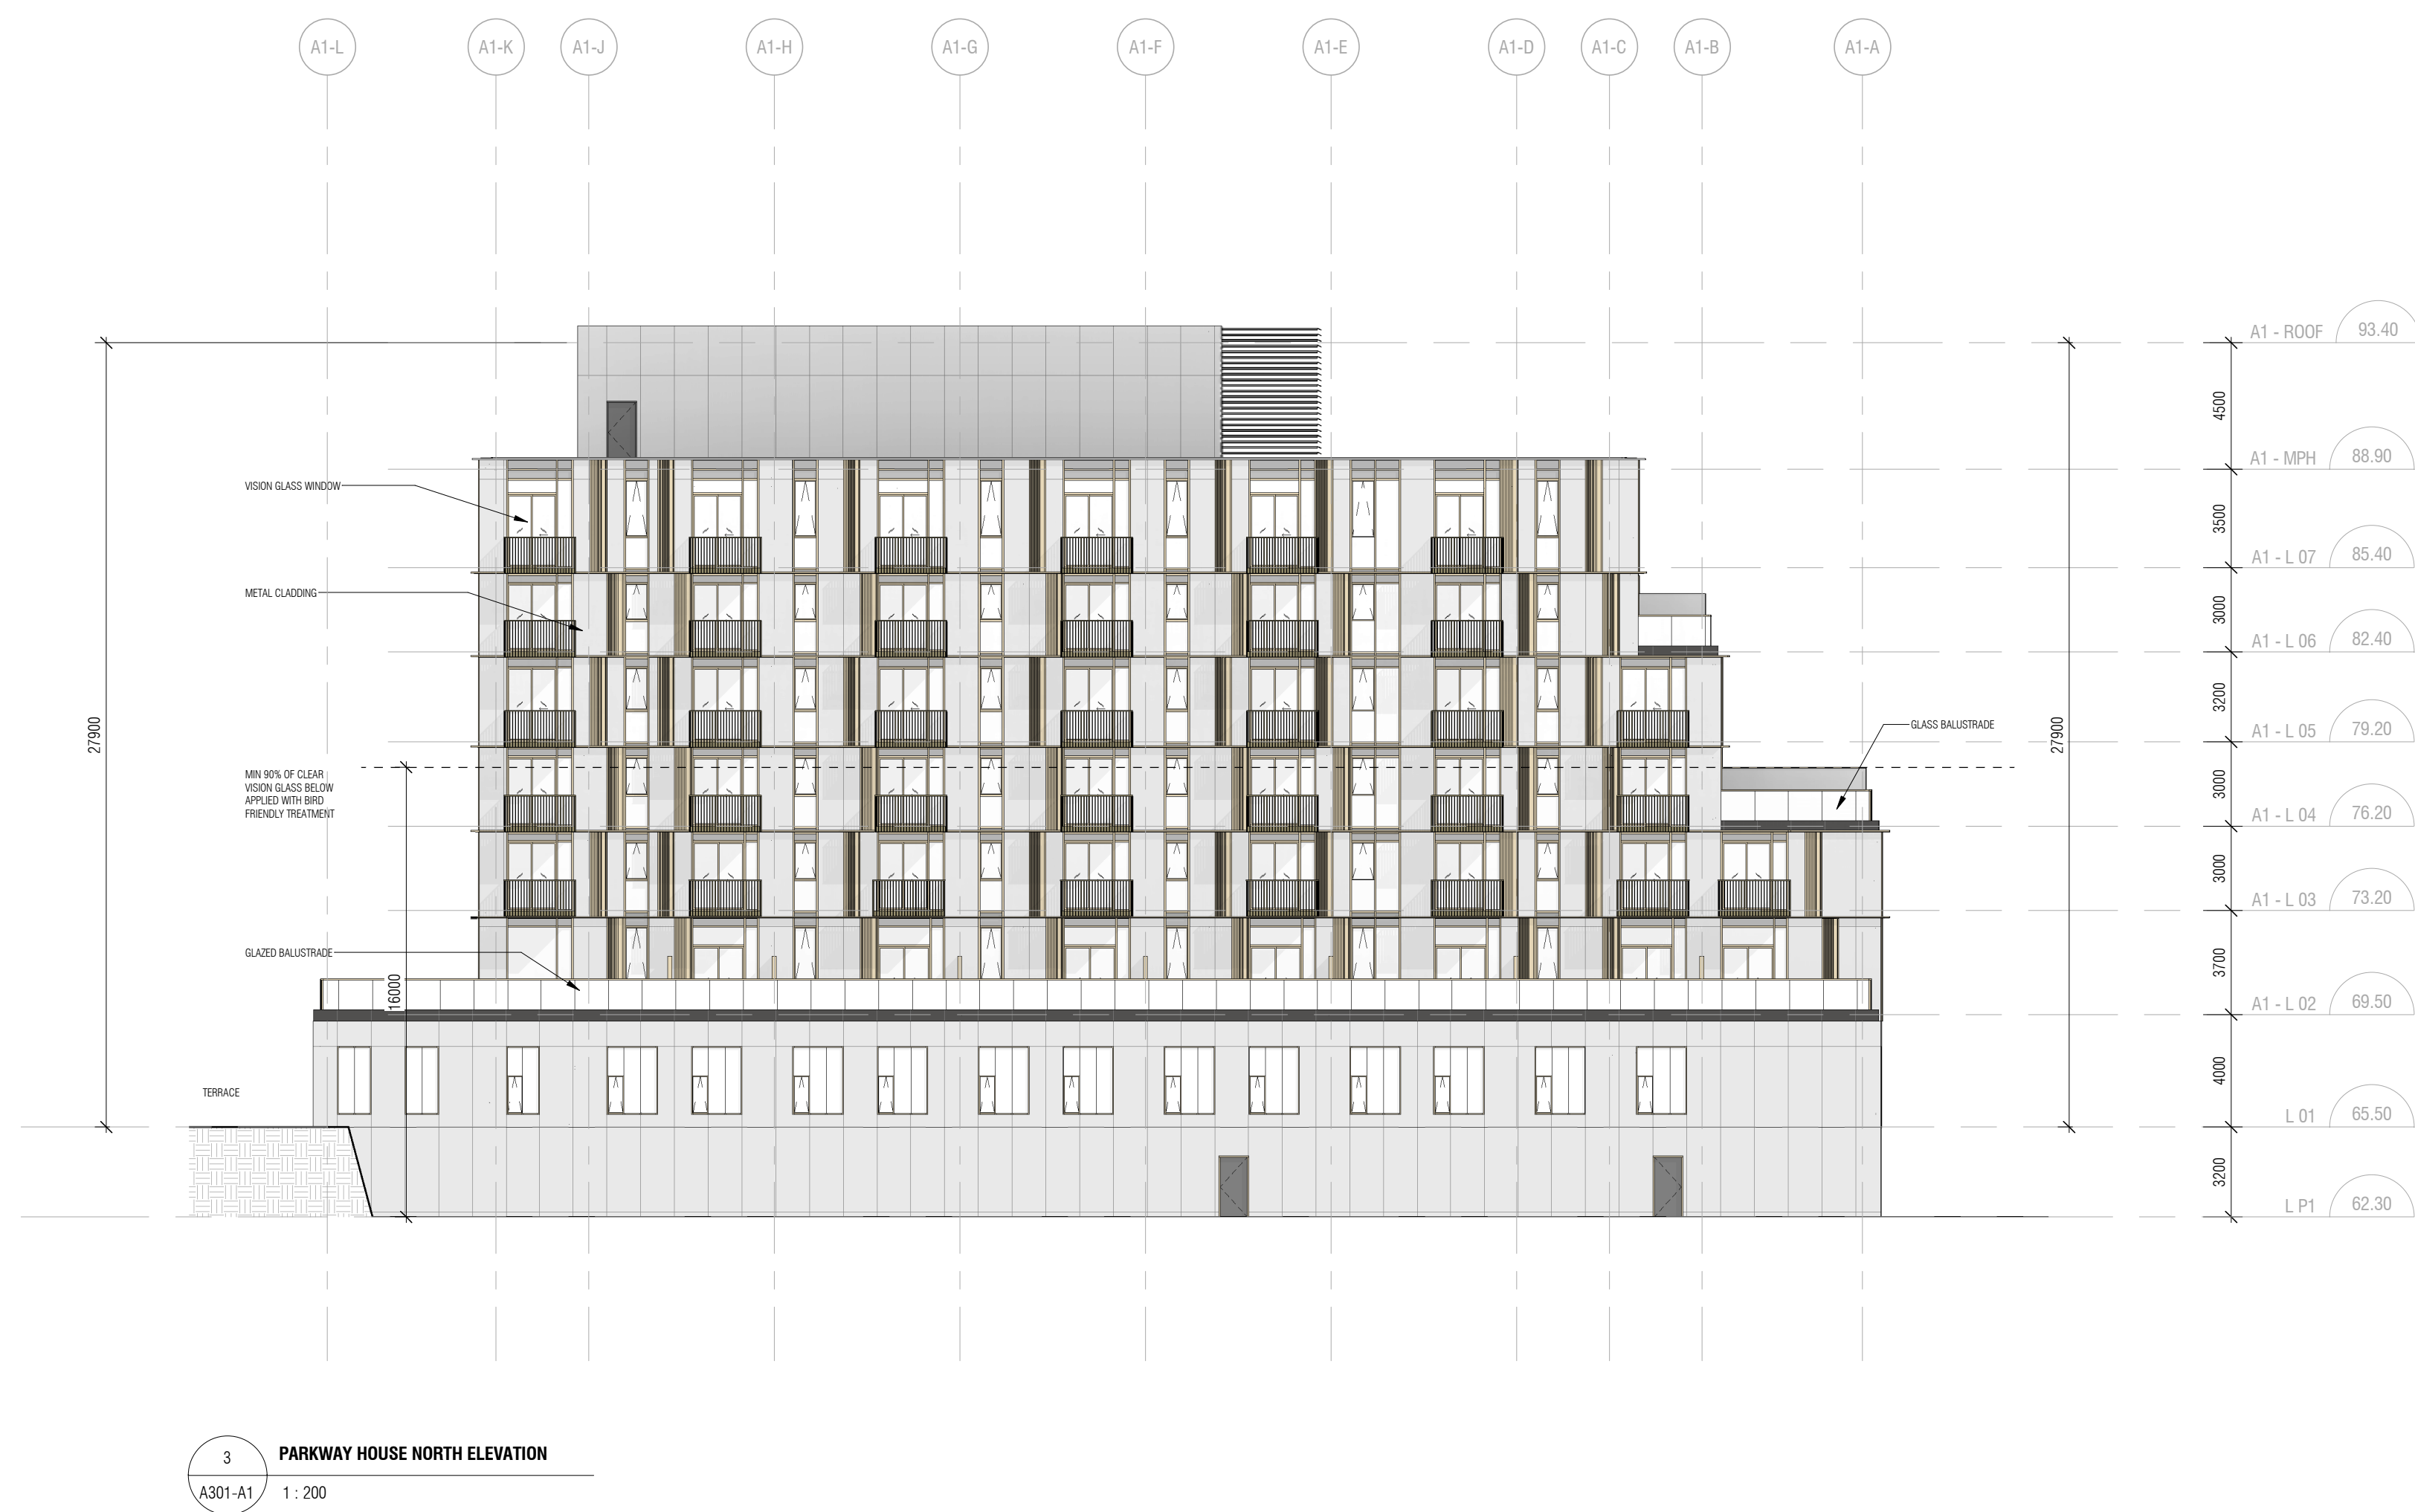 A1-L
A1-K
A1-J
A1-H
A1-G
A1-F
A1-E
A1-D
A1-C
A1-B
A1-A
A1 - ROOF
93.40
4500
A1 - MPH
88.90
VISION GLASS WINDOW
3500
A1 - L 07
85.40
METAL CLADDING
3000
A1 - L 06
82.40
3200
27900
27900
GLASS BALUSTRADE
A1 - L 05
79.20
MIN 90% OF CLEAR
VISION GLASS BELOW
APPLIED WITH BIRD
FRIENDLY TREATMENT
3000
A1 - L 04
76.20
3000
A1 - L 03
73.20
GLAZED BALUSTRADE
3700
16000
A1 - L 02
69.50
4000
TERRACE
L 01
65.50
3200
L P1
62.30
3
PARKWAY HOUSE NORTH ELEVATION
A301-A1
1 : 200